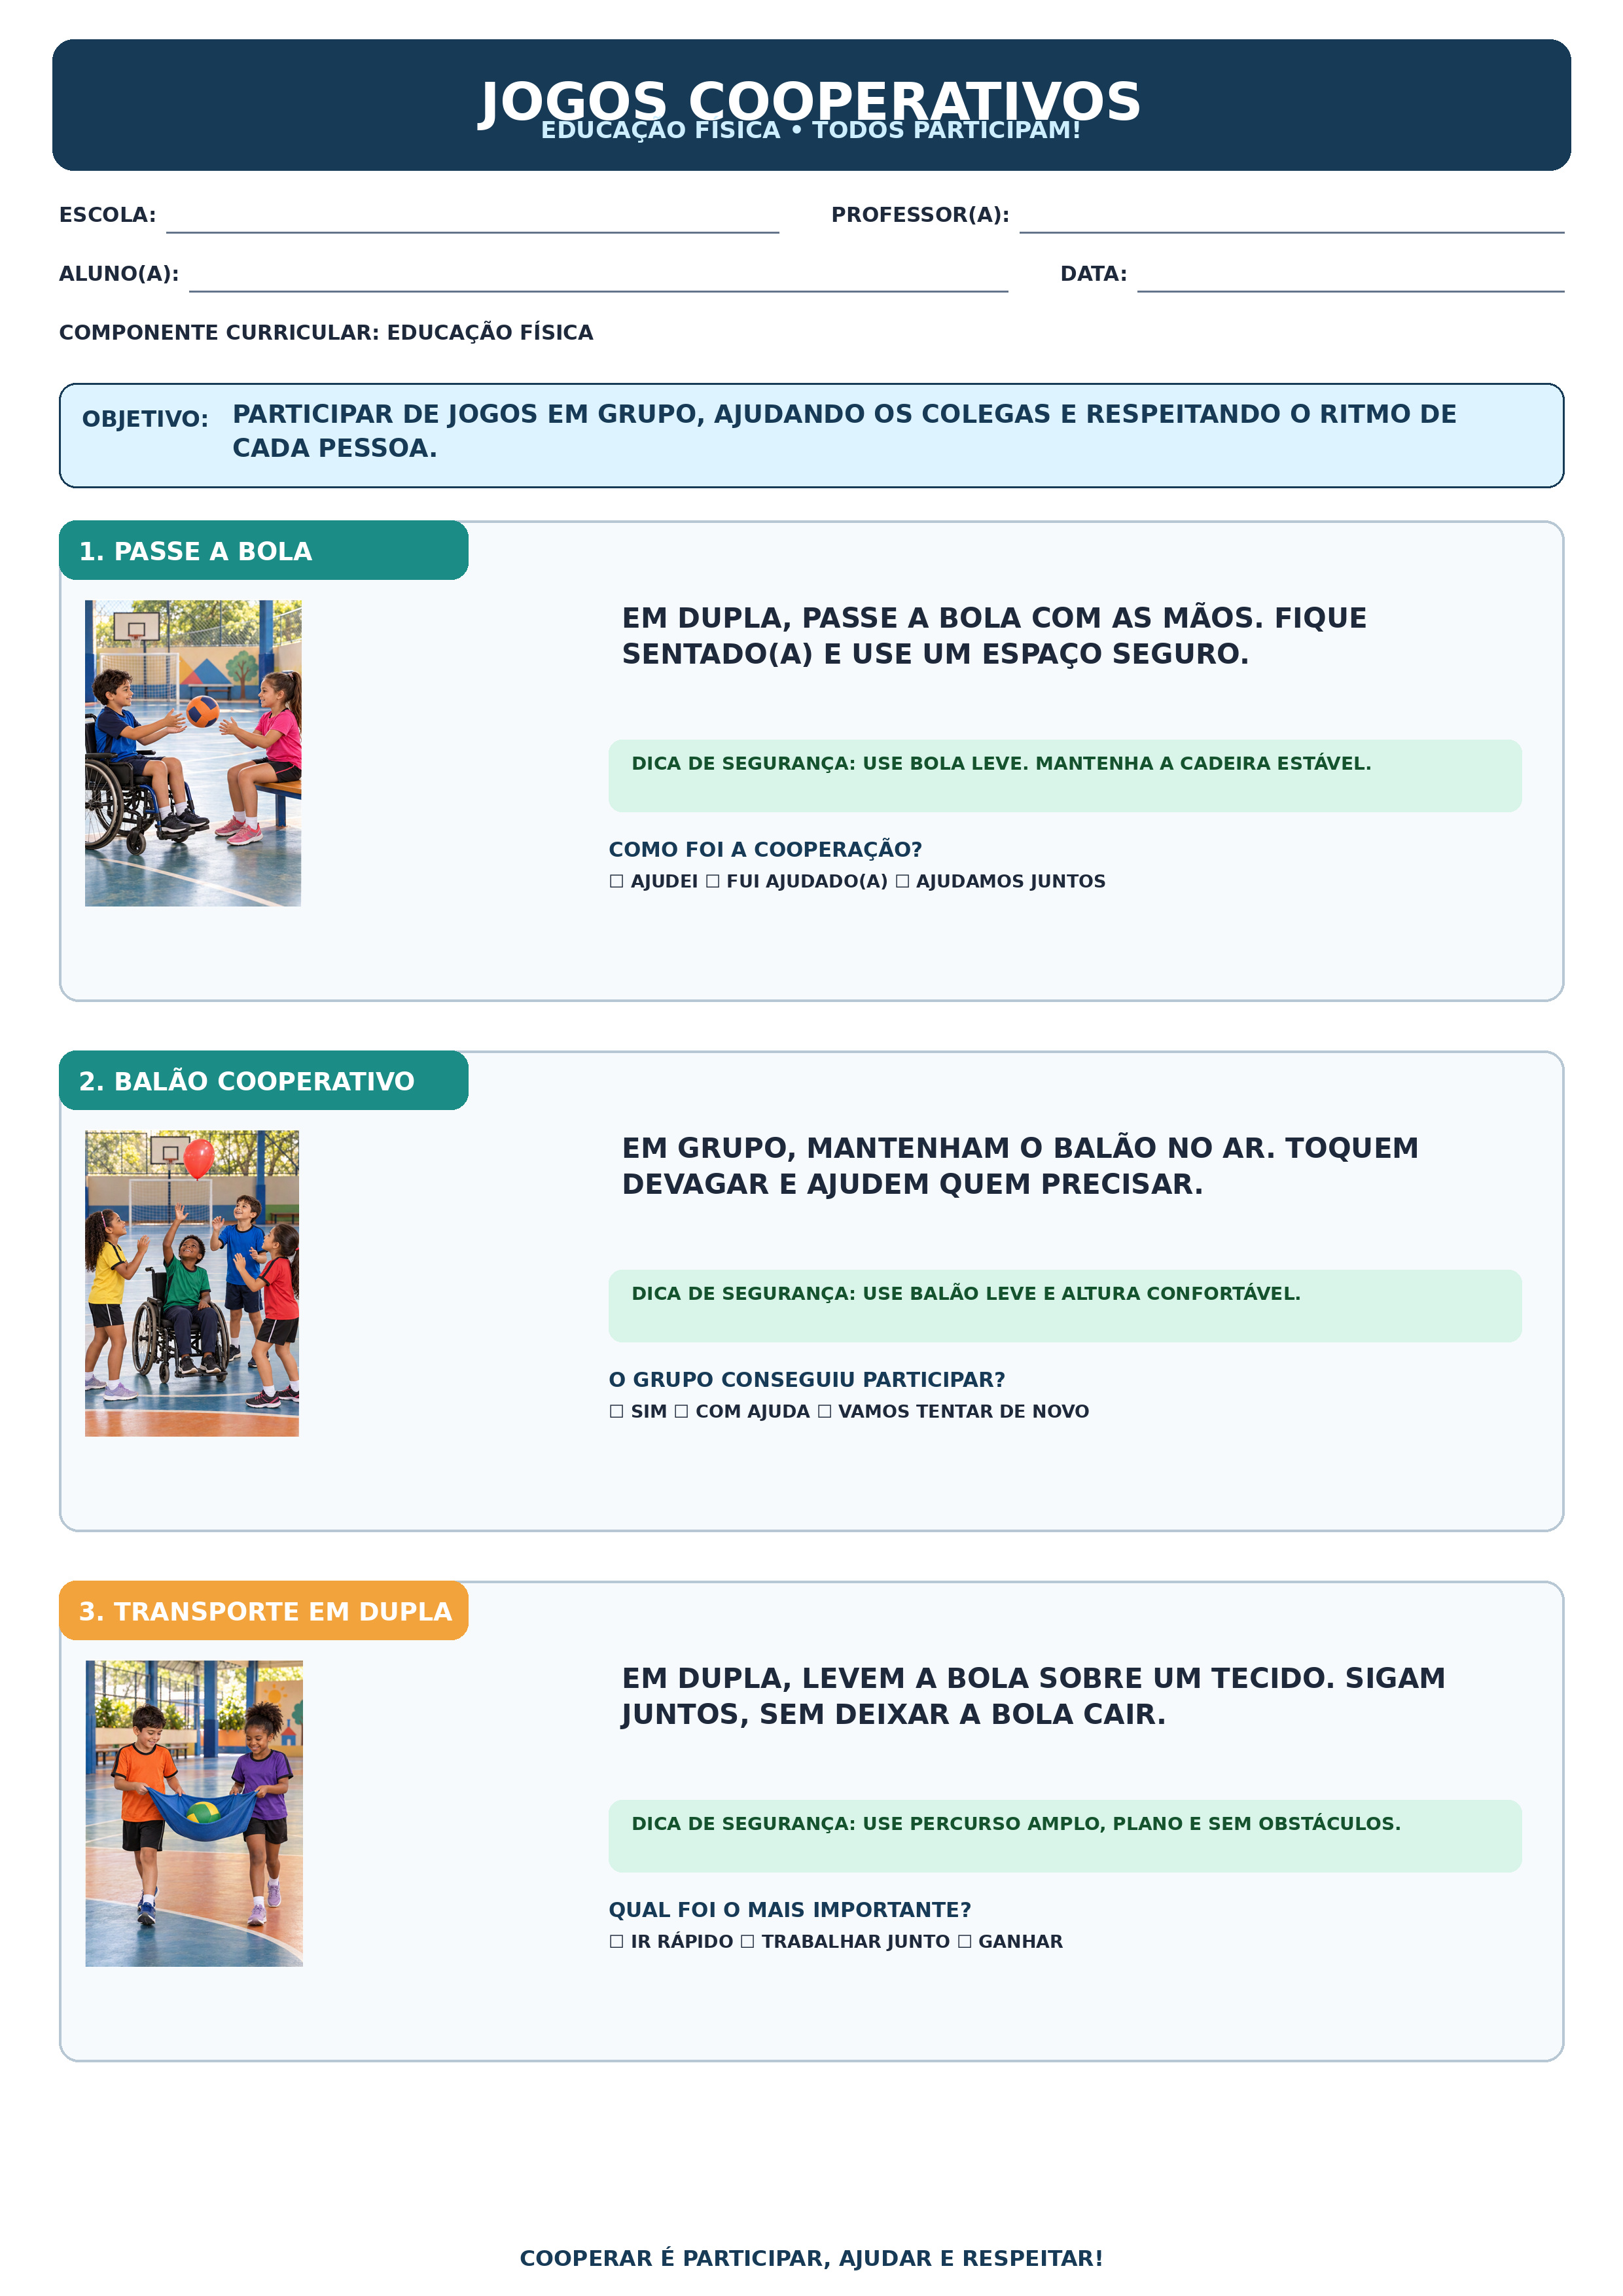 JOGOS COOPERATIVOS
EDUCAÇÃO FÍSICA • TODOS PARTICIPAM!
ESCOLA:
PROFESSOR(A):
ALUNO(A):
DATA:
COMPONENTE CURRICULAR: EDUCAÇÃO FÍSICA
OBJETIVO:
PARTICIPAR DE JOGOS EM GRUPO, AJUDANDO OS COLEGAS E RESPEITANDO O RITMO DE
CADA PESSOA.
1. PASSE A BOLA
EM DUPLA, PASSE A BOLA COM AS MÃOS. FIQUE
SENTADO(A) E USE UM ESPAÇO SEGURO.
DICA DE SEGURANÇA: USE BOLA LEVE. MANTENHA A CADEIRA ESTÁVEL.
COMO FOI A COOPERAÇÃO?
☐ AJUDEI ☐ FUI AJUDADO(A) ☐ AJUDAMOS JUNTOS
2. BALÃO COOPERATIVO
EM GRUPO, MANTENHAM O BALÃO NO AR. TOQUEM
DEVAGAR E AJUDEM QUEM PRECISAR.
DICA DE SEGURANÇA: USE BALÃO LEVE E ALTURA CONFORTÁVEL.
O GRUPO CONSEGUIU PARTICIPAR?
☐ SIM ☐ COM AJUDA ☐ VAMOS TENTAR DE NOVO
3. TRANSPORTE EM DUPLA
EM DUPLA, LEVEM A BOLA SOBRE UM TECIDO. SIGAM
JUNTOS, SEM DEIXAR A BOLA CAIR.
DICA DE SEGURANÇA: USE PERCURSO AMPLO, PLANO E SEM OBSTÁCULOS.
QUAL FOI O MAIS IMPORTANTE?
☐ IR RÁPIDO ☐ TRABALHAR JUNTO ☐ GANHAR
COOPERAR É PARTICIPAR, AJUDAR E RESPEITAR!